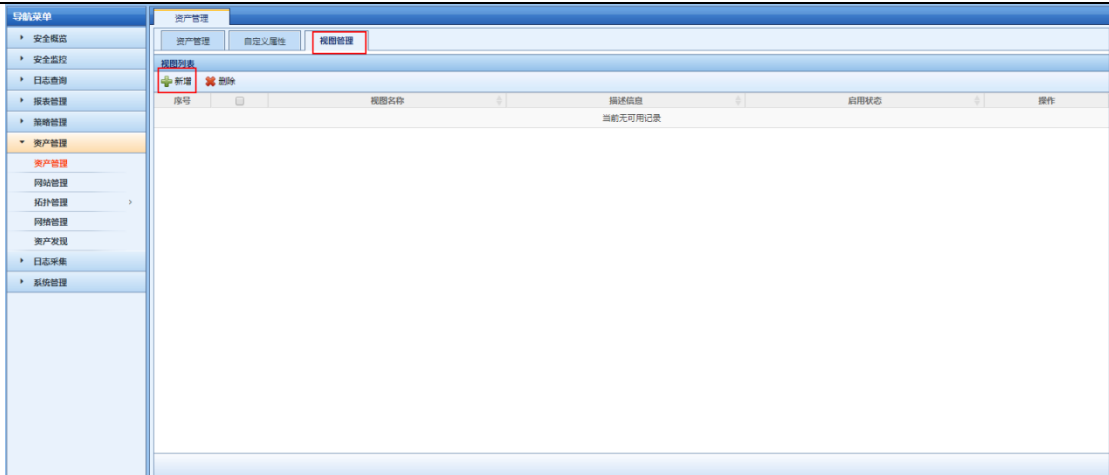 导航菜单
安全概览
安全监控
日志查询
报表管理
策略管理
资产管理
资产管理
网站管理
拓扑管理
网络管理
资产发现
日志采集
系统管理
资产管理
资产管理 自定义属性 视图管理
视图列表
新增 删除
序号 视图名称 描述信息 启用状态 操作
当前无可用记录